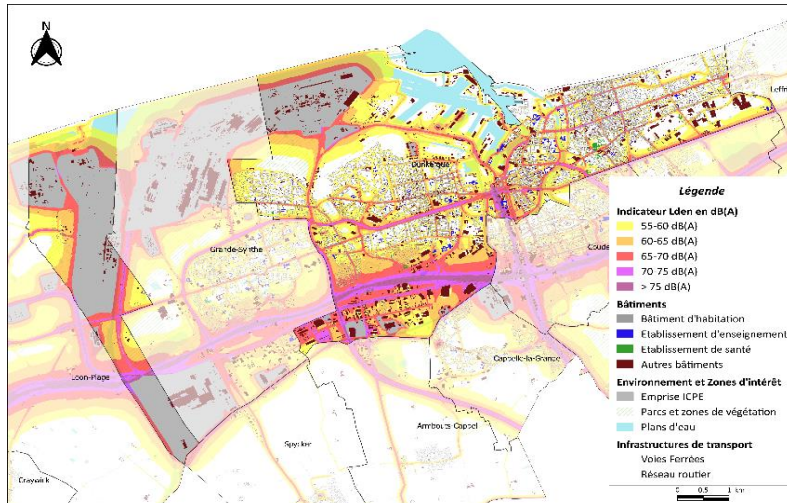 N
Leffri
Dunkerque
Grande-Synthe
Coude
Loon-Plage
Cappelle-la-Grande
Armbouts-Cappel
Spycker
Craywick
Légende
Indicateur Lden en dB(A)
55-60 dB(A)
60-65 dB(A)
65-70 dB(A)
70 75 dB(A)
> 75 dB(A)
Bâtiments
Bâtiment d'habitation
Etablissement d'enseignement
Etablissement de santé
Autres bâtiments
Environnement et Zones d'intérêt
Emprise ICPE
Parcs et zones de végétation
Plans d'eau
Infrastructures de transport
Voies Ferrées
Réseau routier
0 0.5 1 km